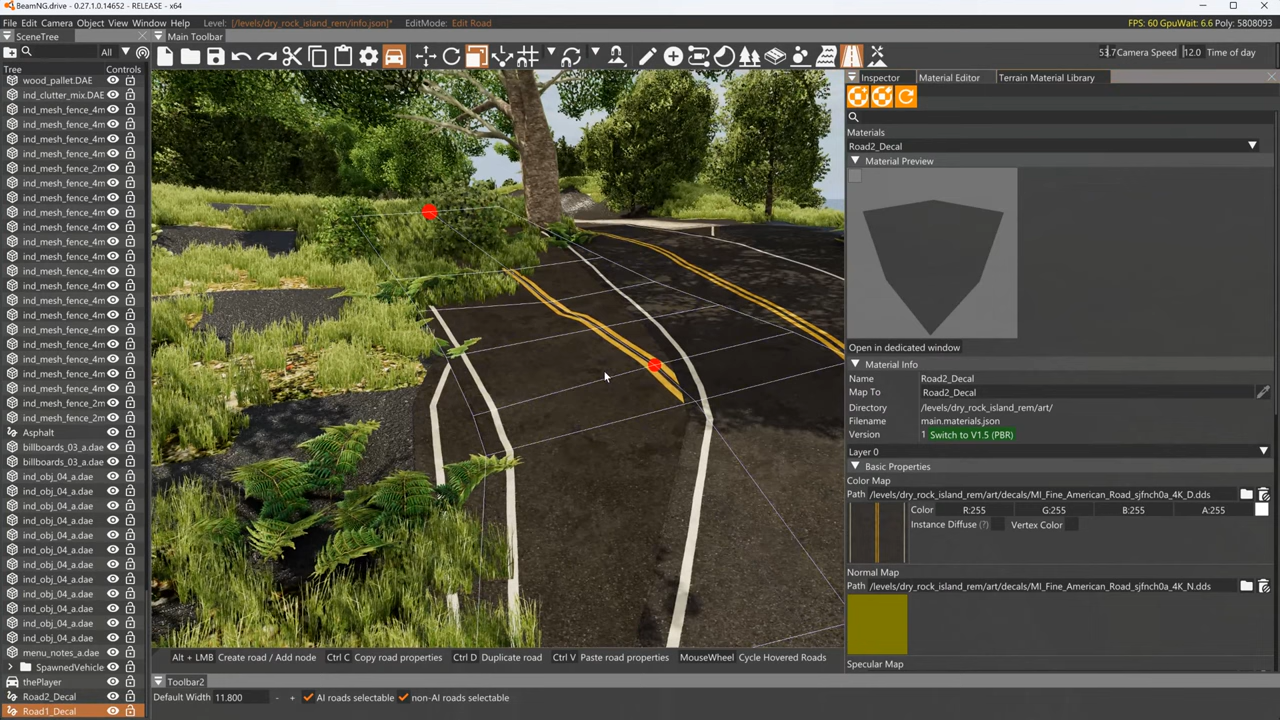 BeamNG.drive - 0.27.1.0.14652 - RELEASE - x64
File Edit Camera Object View Window Help Level: [/levels/dry_rock_island_rem/info.json]* EditMode: Edit Road FPS: 60 GpuWait: 6.6 Poly: 5808093
SceneTree Main Toolbar
All 53.7 Camera Speed 12.0 Time of day
Tree Controls
wood_pallet.DAE
ind_clutter_mix.DAE
ind_mesh_fence_4m
ind_mesh_fence_4m
ind_mesh_fence_4m
ind_mesh_fence_4m
ind_mesh_fence_2m
ind_mesh_fence_4m
ind_mesh_fence_4m
ind_mesh_fence_4m
ind_mesh_fence_4m
ind_mesh_fence_2m
ind_mesh_fence_4m
ind_mesh_fence_4m
ind_mesh_fence_4m
ind_mesh_fence_4m
ind_mesh_fence_4m
ind_mesh_fence_4m
ind_mesh_fence_4m
ind_mesh_fence_4m
ind_mesh_fence_4m
ind_mesh_fence_2m
Asphalt
billboards_03_a.dae
billboards_03_a.dae
ind_obj_04_a.dae
ind_obj_04_a.dae
ind_obj_04_a.dae
ind_obj_04_a.dae
ind_obj_04_a.dae
ind_obj_04_a.dae
ind_obj_04_a.dae
ind_obj_04_a.dae
ind_obj_04_a.dae
ind_obj_04_a.dae
ind_obj_04_a.dae
ind_obj_04_a.dae
menu_notes_a.dae
SpawnedVehicle
thePlayer
Road2_Decal
Road1_Decal
Inspector Material Editor Terrain Material Library
Materials
Road2_Decal
Material Preview
Open in dedicated window
Material Info
Name Road2_Decal
Map To Road2_Decal
Directory /levels/dry_rock_island_rem/art/
Filename main.materials.json
Version 1 Switch to V1.5 (PBR)
Layer 0
Basic Properties
Color Map
Path /levels/dry_rock_island_rem/art/decals/MI_Fine_American_Road_sjfnch0a_4K_D.dds
Color R:255 G:255 B:255 A:255
Instance Diffuse (?) Vertex Color
Normal Map
Path /levels/dry_rock_island_rem/art/decals/MI_Fine_American_Road_sjfnch0a_4K_N.dds
Specular Map
Alt + LMB Create road / Add node Ctrl C Copy road properties Ctrl D Duplicate road Ctrl V Paste road properties MouseWheel Cycle Hovered Roads
Toolbar2
Default Width 11.800 - + AI roads selectable non-AI roads selectable